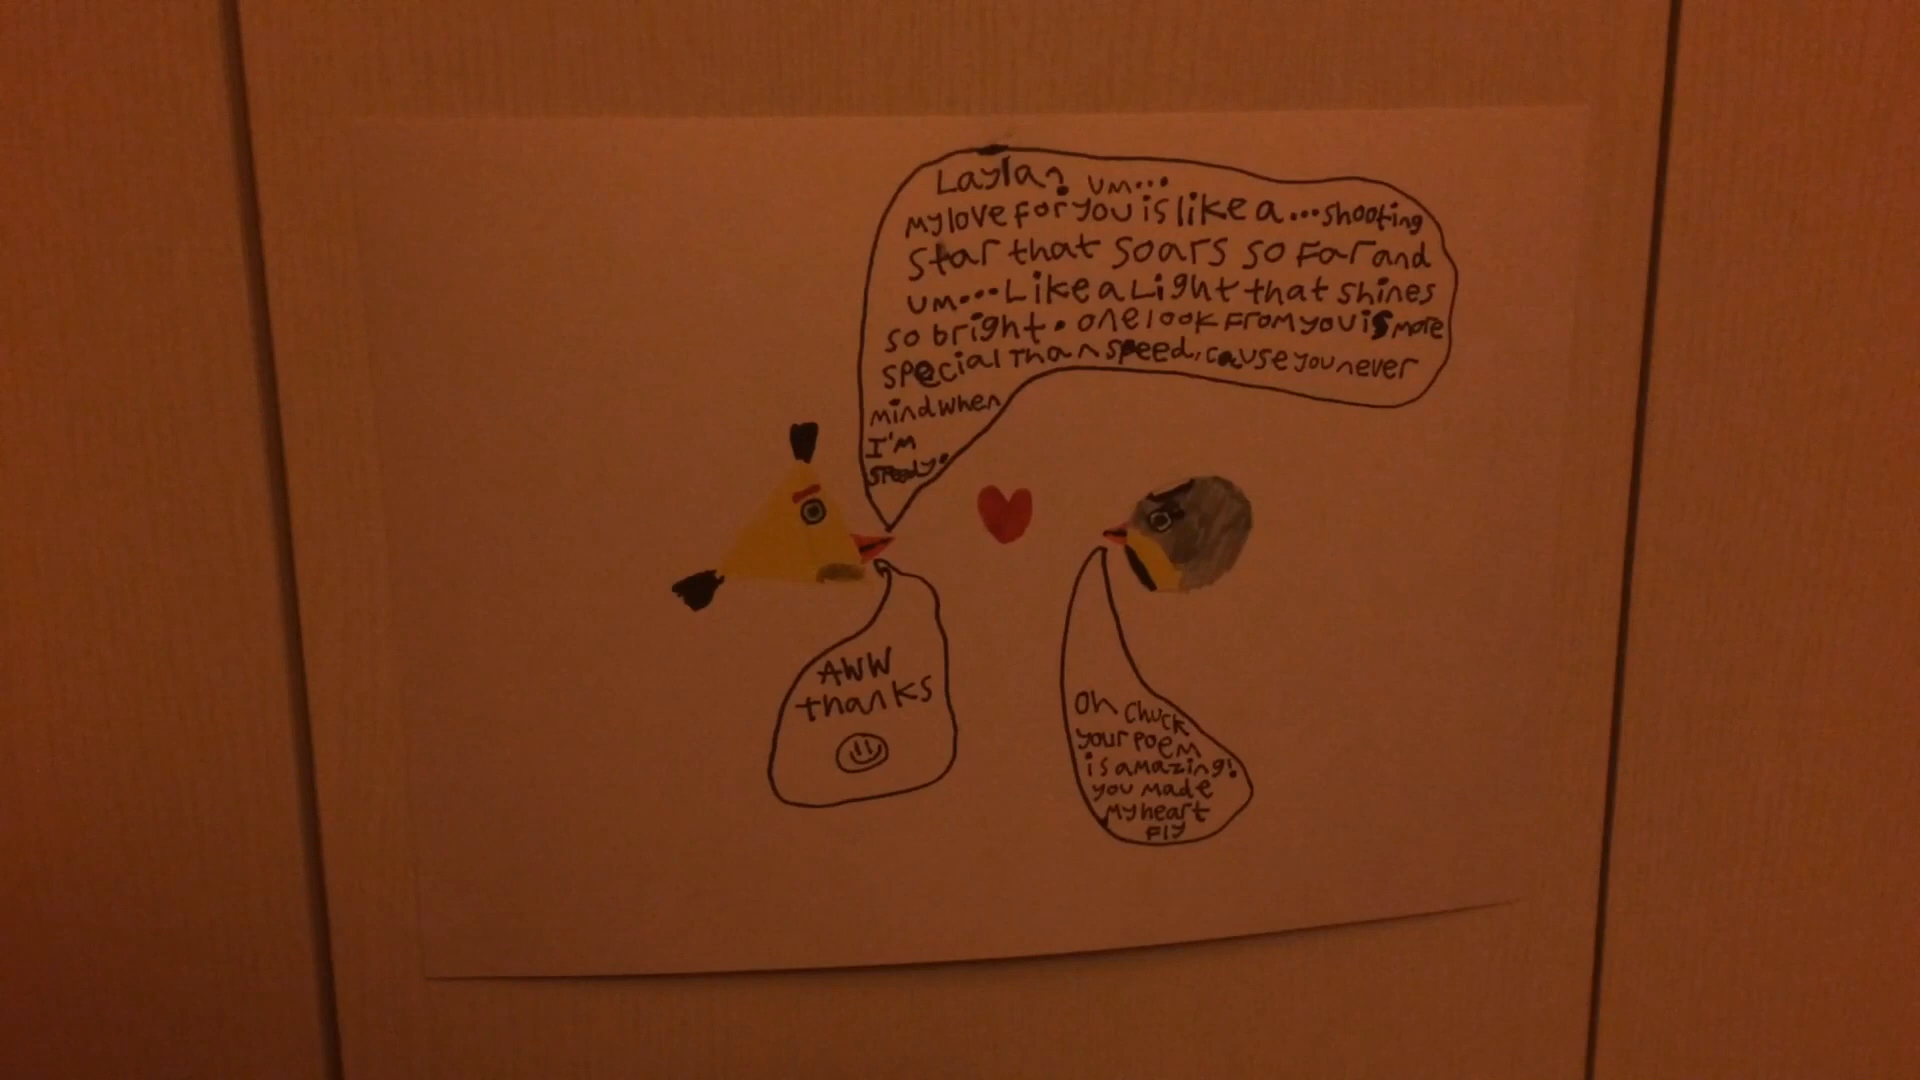 Layla? UM...
My love For you is like a...shooting
Star that Soars so Far and
UM...Like a Light that shines
so bright. one look From you is more
special Than speed, cause you never
mind when
I'M
speedy.
AWW
thanks
Oh Chuck
your Poem
is amazing!
you made
My heart
Fly